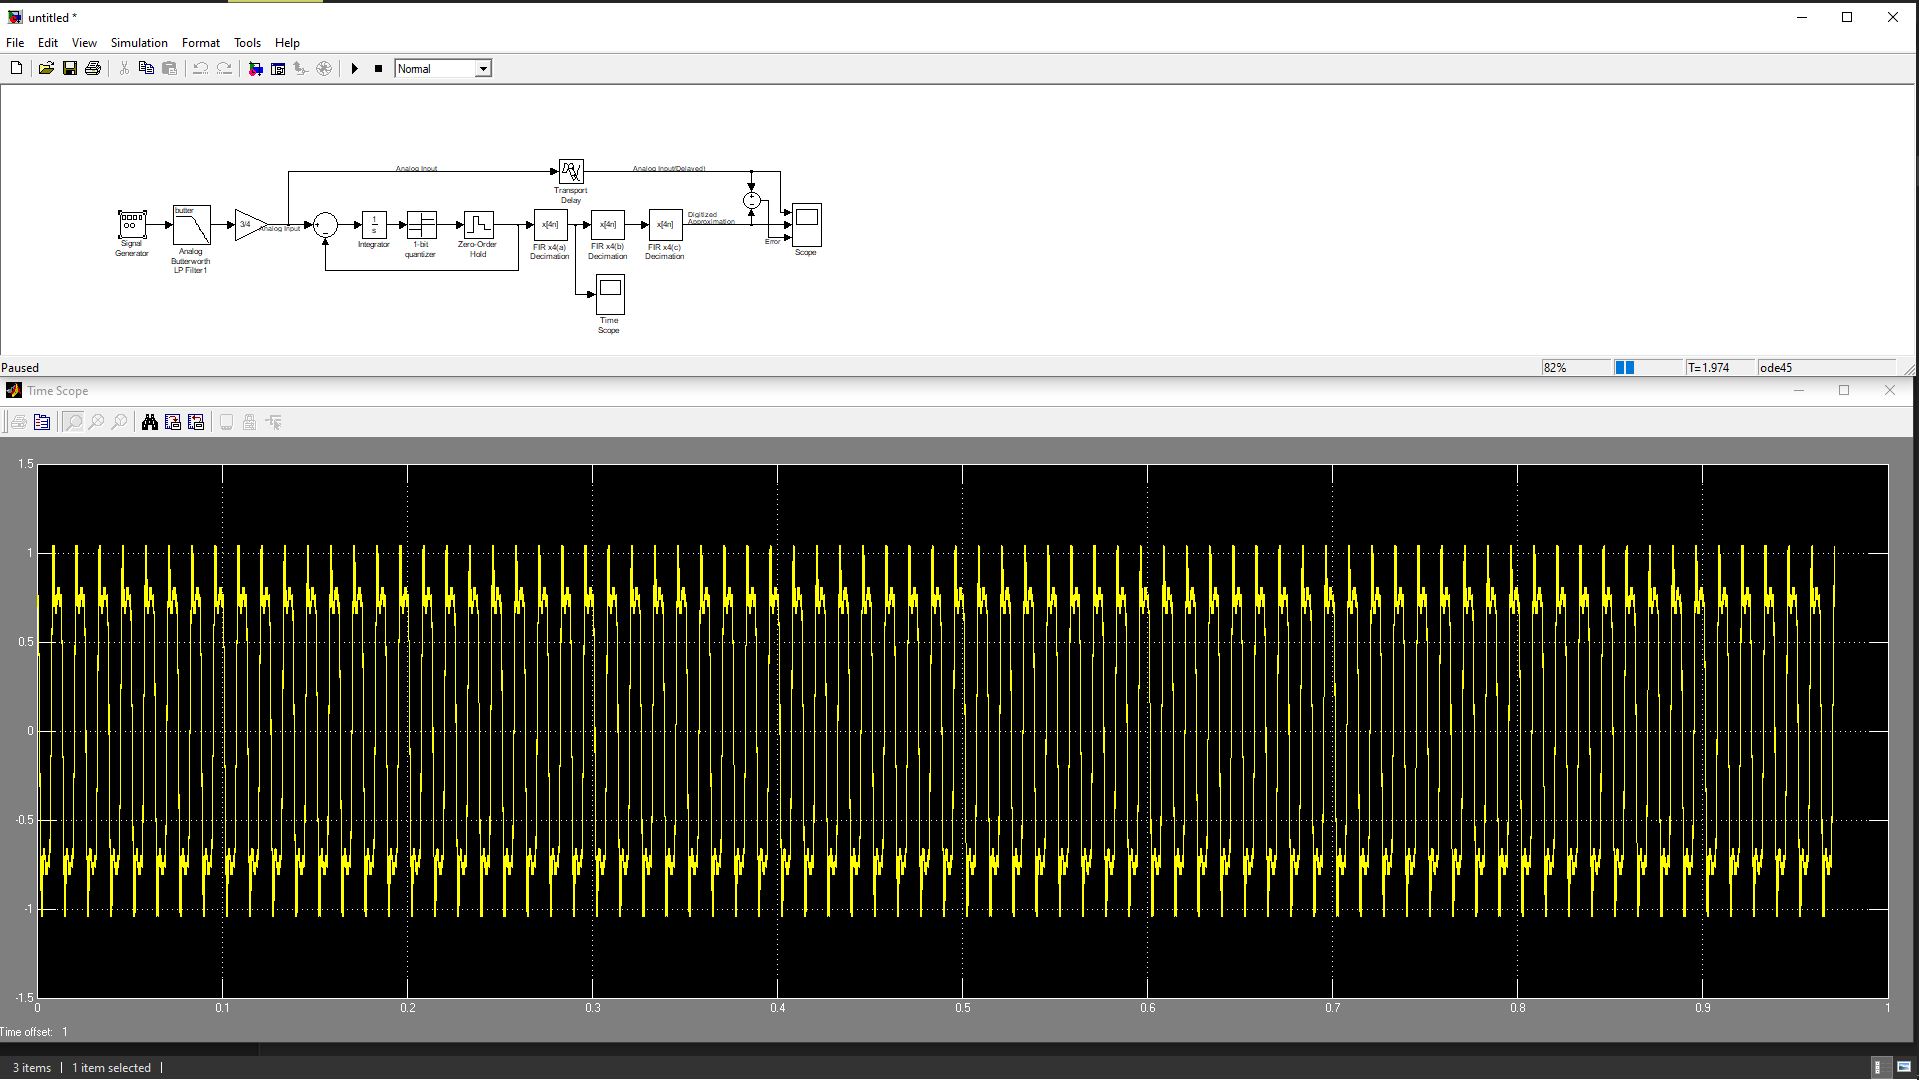 untitled *
File Edit View Simulation Format Tools Help
Normal
Analog Input
Analog Input(Delayed)
Transport
Delay
butter
3/4
Analog Input
1
s
x[4n]
x[4n]
x[4n]
Digitized
Approximation
Error
Signal
Generator
Analog
Butterworth
LP Filter1
Integrator
1-bit
quantizer
Zero-Order
Hold
FIR x4(a)
Decimation
FIR x4(b)
Decimation
FIR x4(c)
Decimation
Scope
Time
Scope
Paused
82%
T=1.974
ode45
Time Scope
1.5
1
0.5
0
-0.5
-1
-1.5
0 0.1 0.2 0.3 0.4 0.5 0.6 0.7 0.8 0.9 1
Time offset: 1
3 items
1 item selected